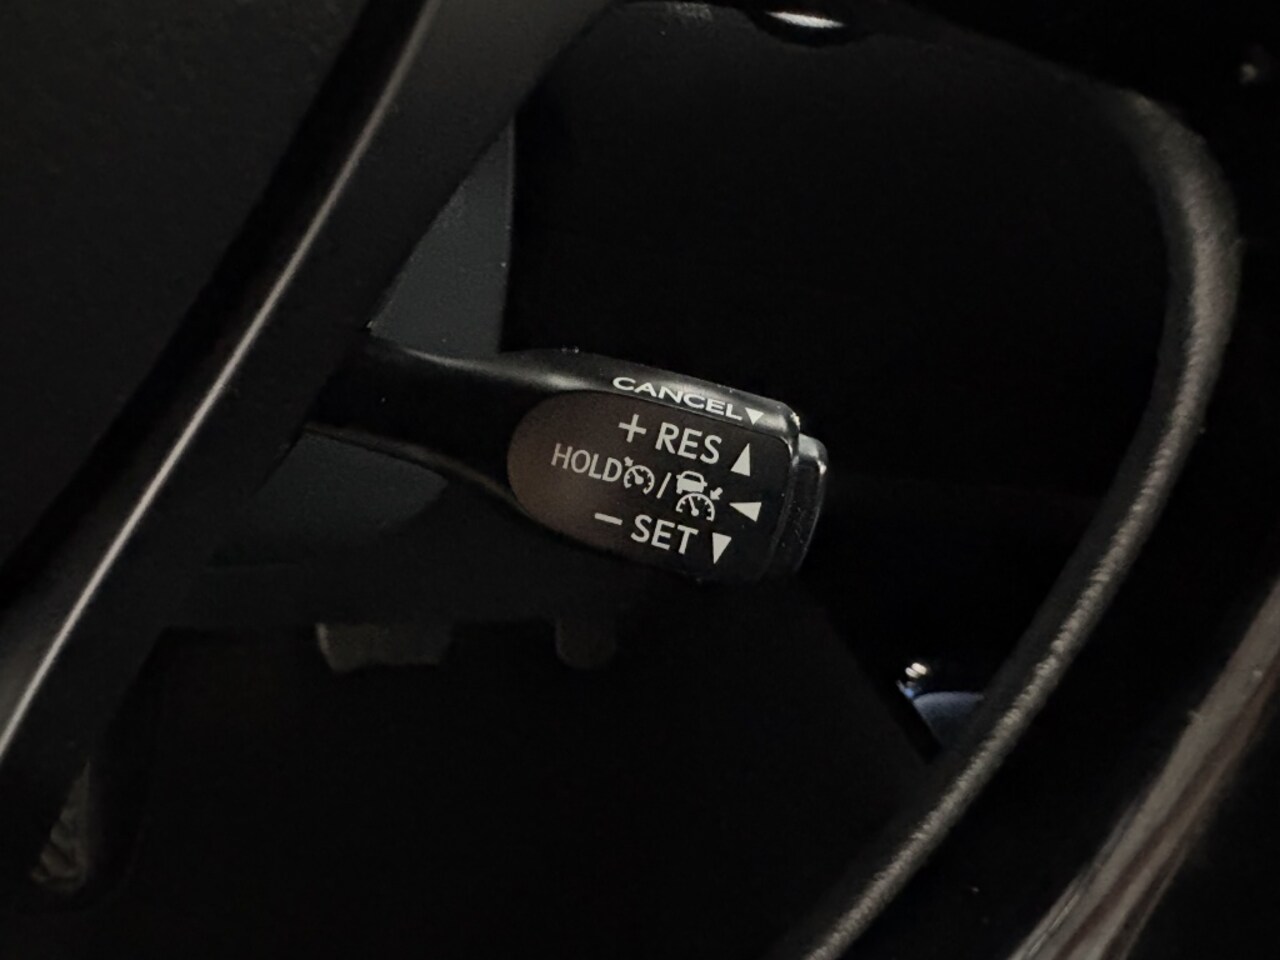 CANCEL
+ RES
HOLD /
− SET